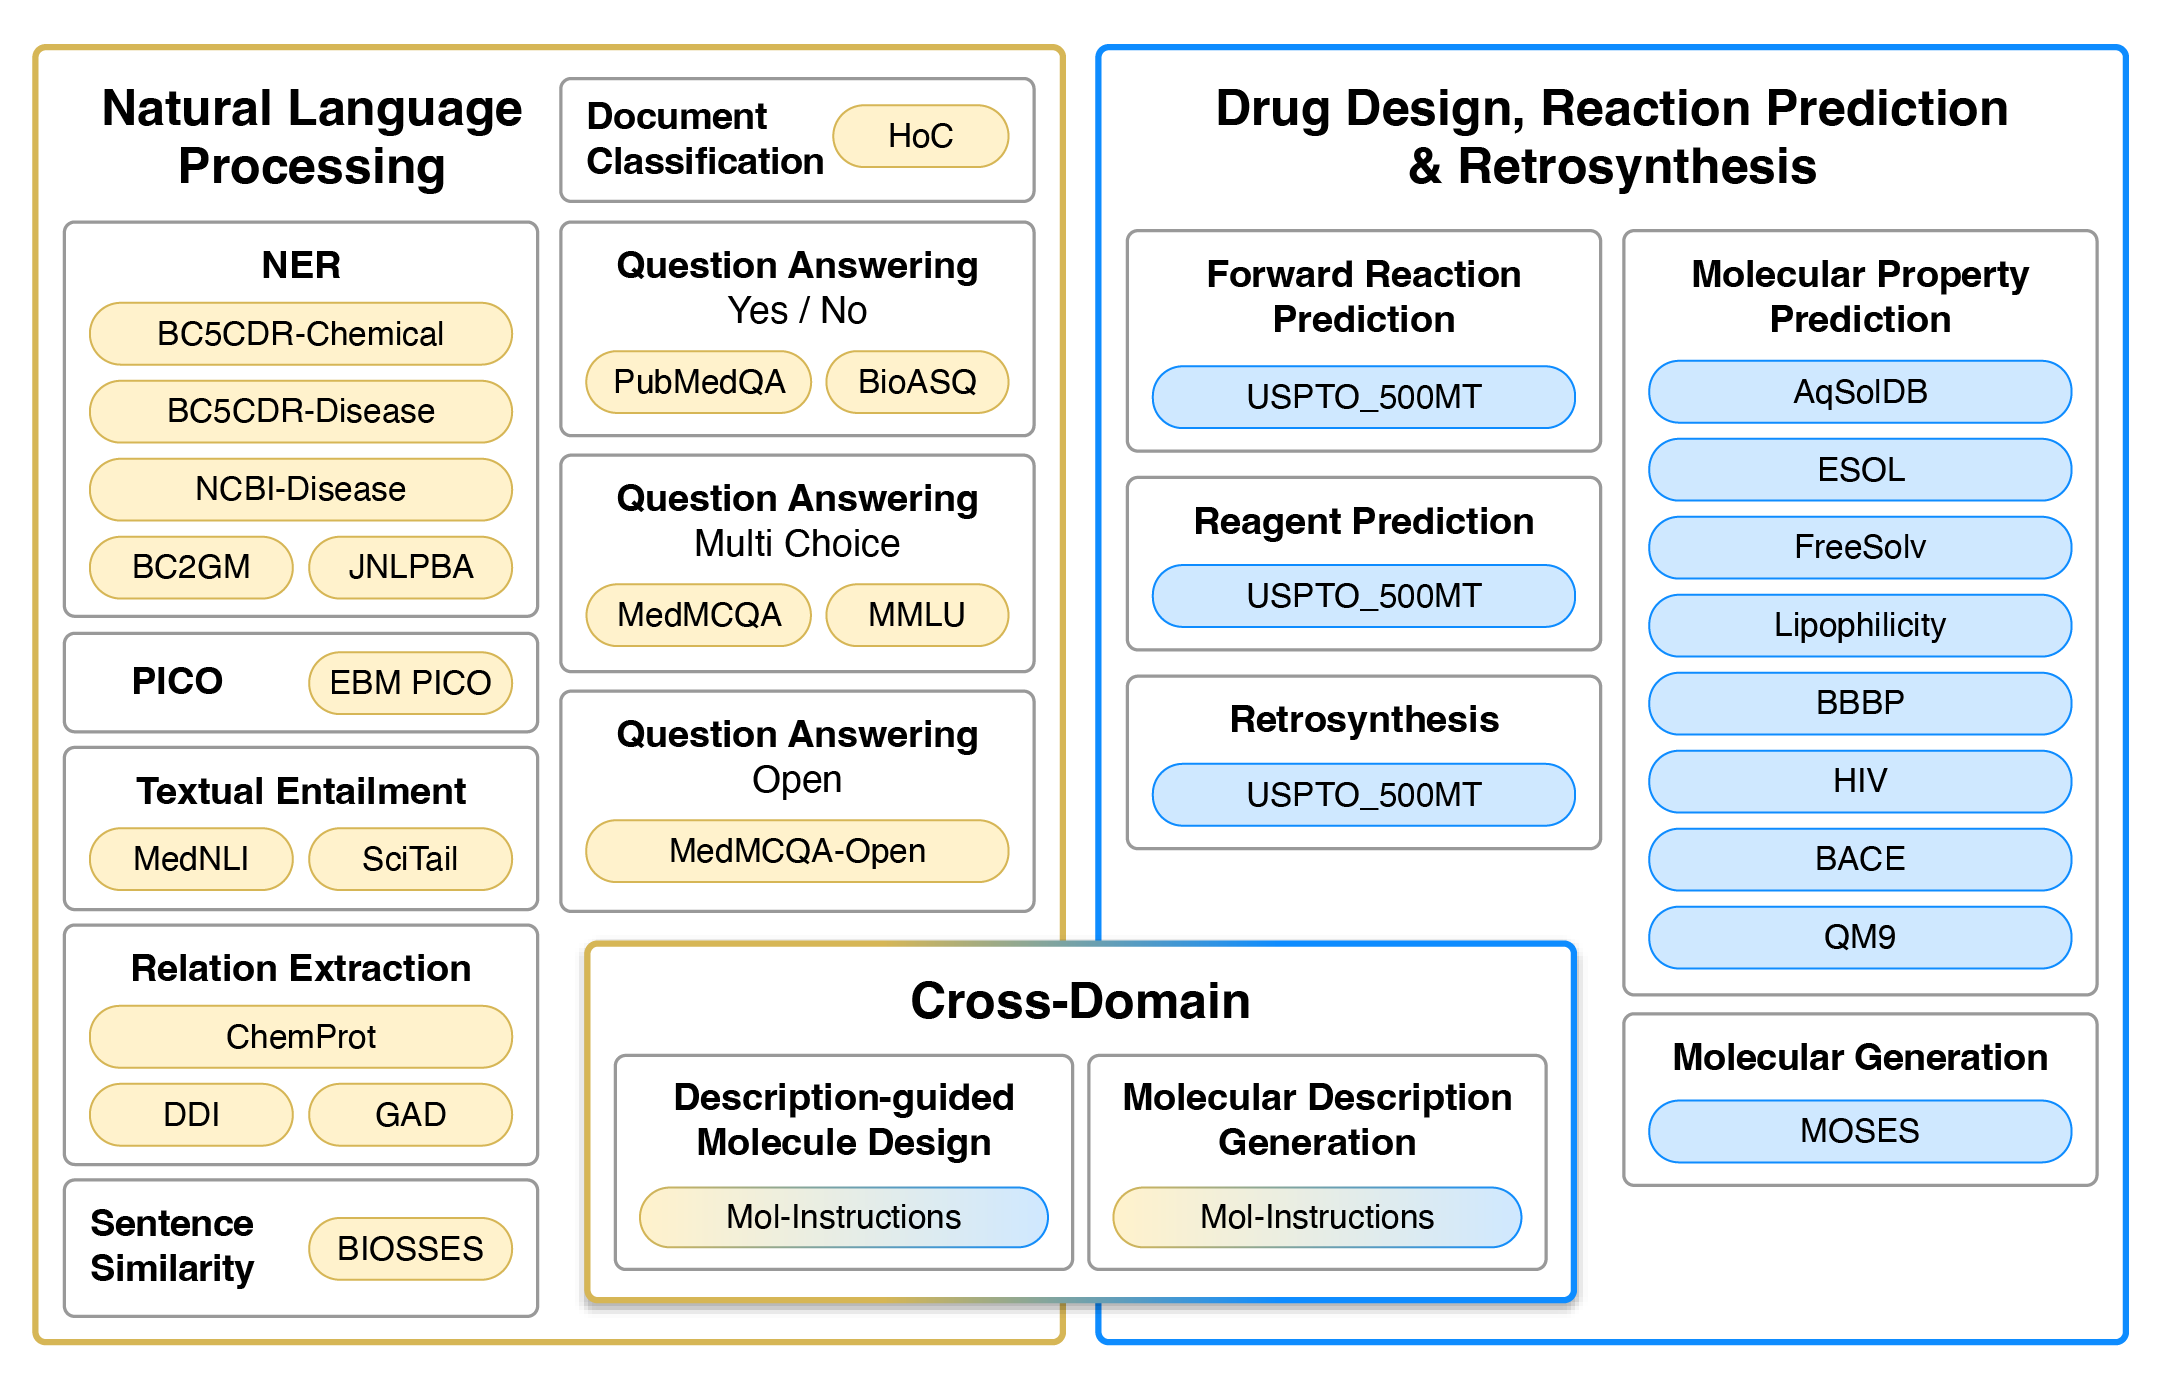 Natural Language
Processing
NER
BC5CDR-Chemical
BC5CDR-Disease
NCBI-Disease
BC2GM
JNLPBA
PICO
EBM PICO
Textual Entailment
MedNLI
SciTail
Relation Extraction
ChemProt
DDI
GAD
Sentence
Similarity
BIOSSES
Document
Classification
HoC
Question Answering
Yes / No
PubMedQA
BioASQ
Question Answering
Multi Choice
MedMCQA
MMLU
Question Answering
Open
MedMCQA-Open
Cross-Domain
Description-guided
Molecule Design
Mol-Instructions
Molecular Description
Generation
Mol-Instructions
Drug Design, Reaction Prediction
& Retrosynthesis
Forward Reaction
Prediction
USPTO_500MT
Reagent Prediction
USPTO_500MT
Retrosynthesis
USPTO_500MT
Molecular Property
Prediction
AqSolDB
ESOL
FreeSolv
Lipophilicity
BBBP
HIV
BACE
QM9
Molecular Generation
MOSES